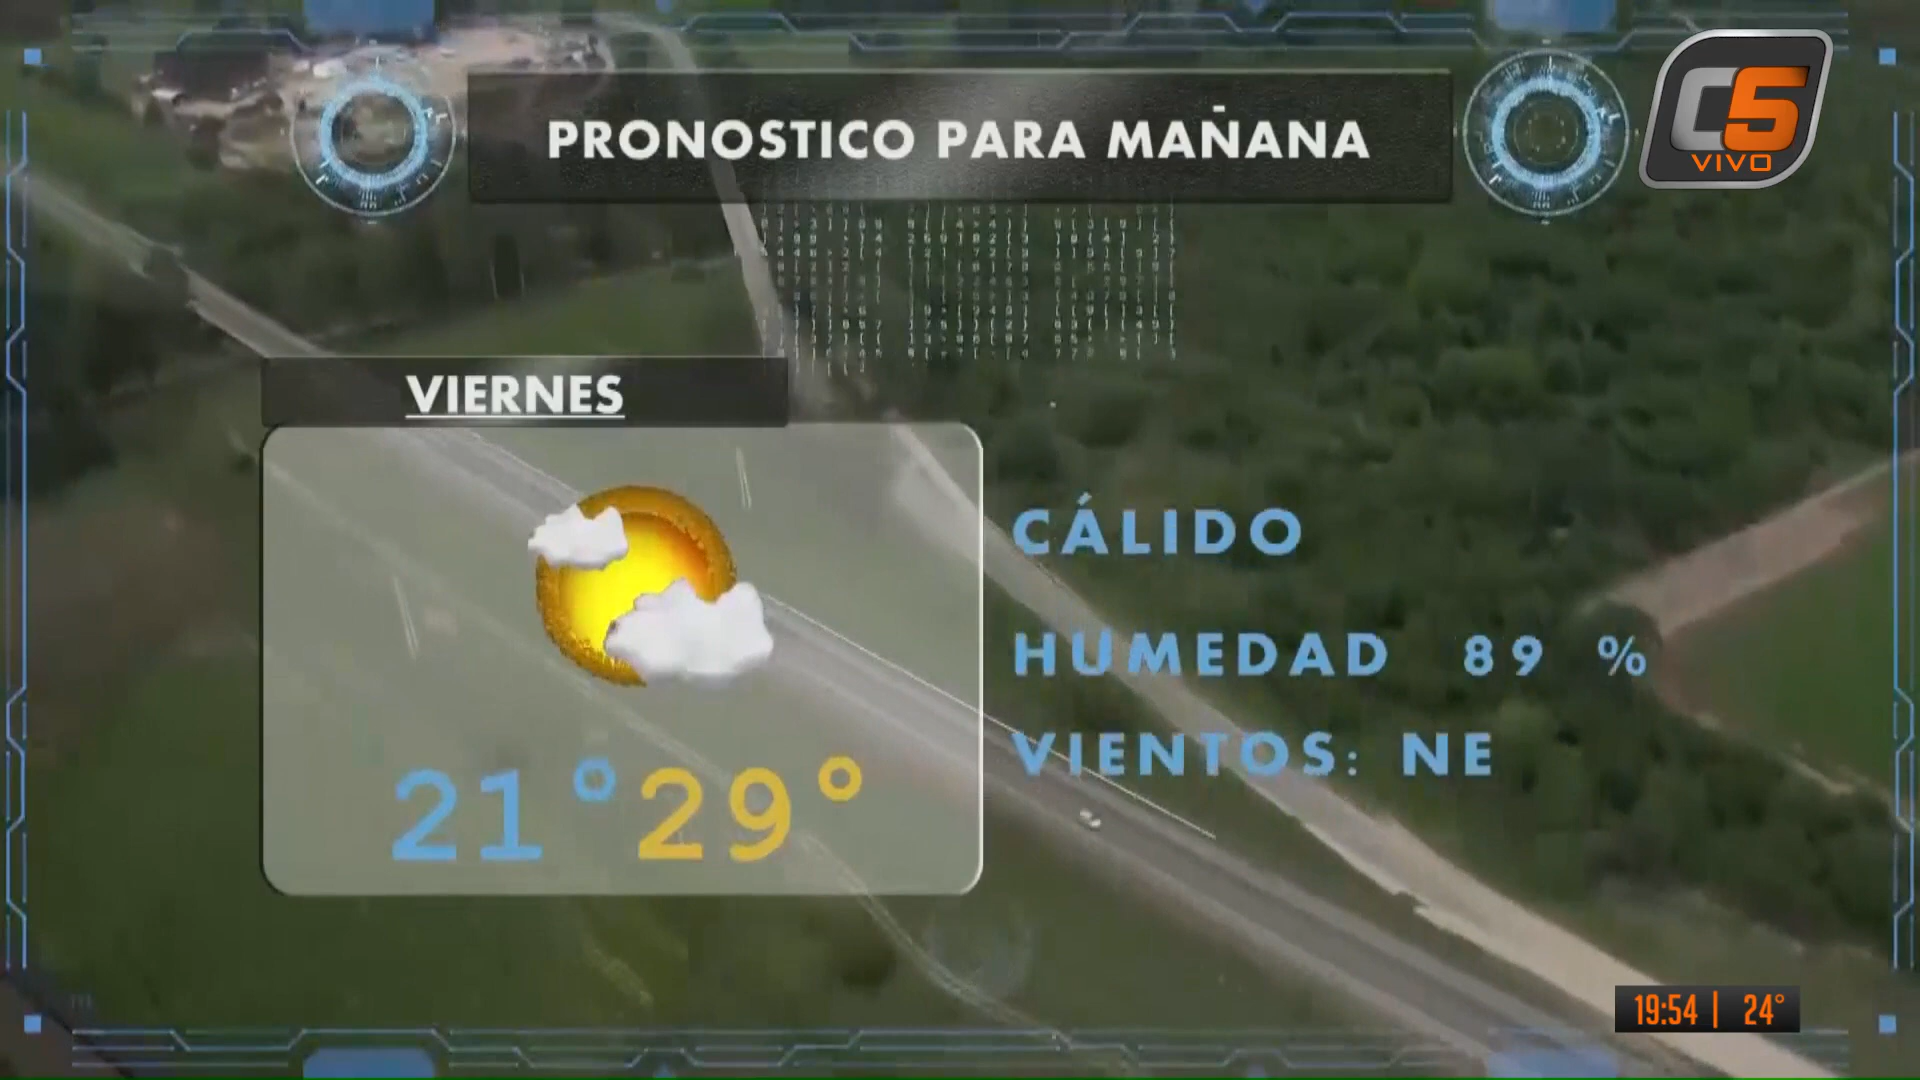 PRONOSTICO PARA MAÑANA
C5
VIVO
VIERNES
CÁLIDO
HUMEDAD 89 %
VIENTOS: NE
21° 29°
19:54 | 24°